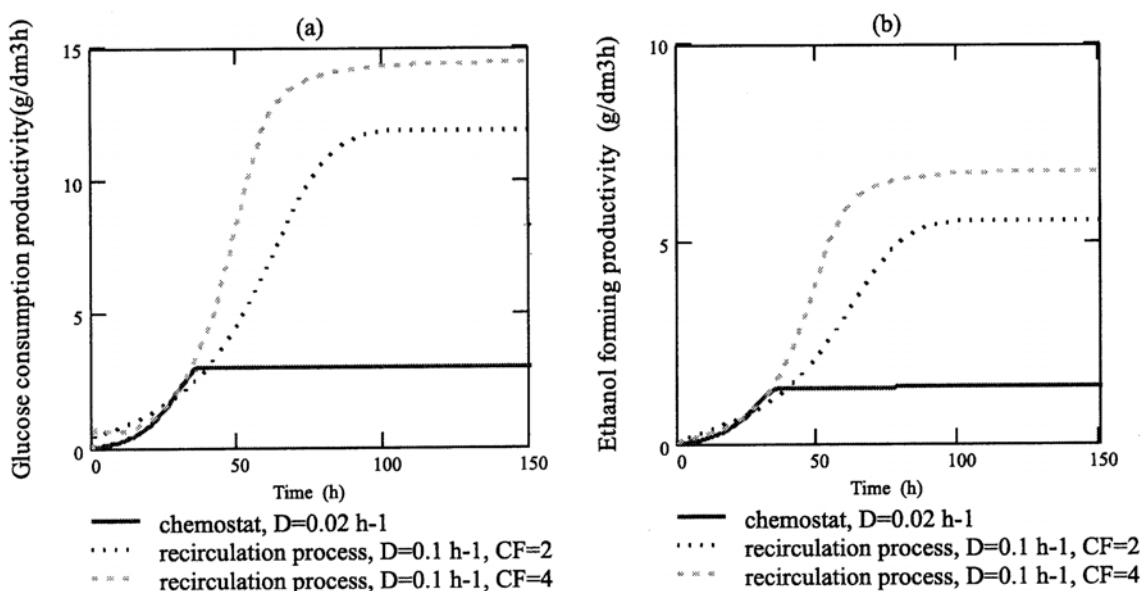 (a)
Glucose consumption productivity(g/dm3h)
15
10
5
0
0 50 100 150
Time (h)
chemostat, D=0.02 h-1
recirculation process, D=0.1 h-1, CF=2
recirculation process, D=0.1 h-1, CF=4
(b)
Ethanol forming productivity (g/dm3h)
10
5
0
0 50 100 150
Time (h)
chemostat, D=0.02 h-1
recirculation process, D=0.1 h-1, CF=2
recirculation process, D=0.1 h-1, CF=4